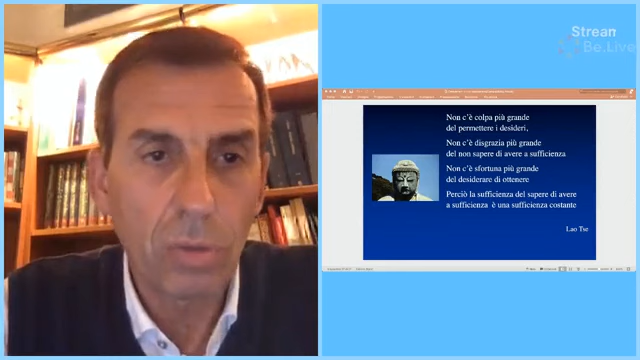 Stream
Be.Live
Non c'è colpa più grande
del permettere i desideri,
Non c'è disgrazia più grande
del non sapere di avere a sufficienza
Non c'è sfortuna più grande
del desiderare di ottenere
Perciò la sufficienza del sapere di avere
a sufficienza è una sufficienza costante
Lao Tse